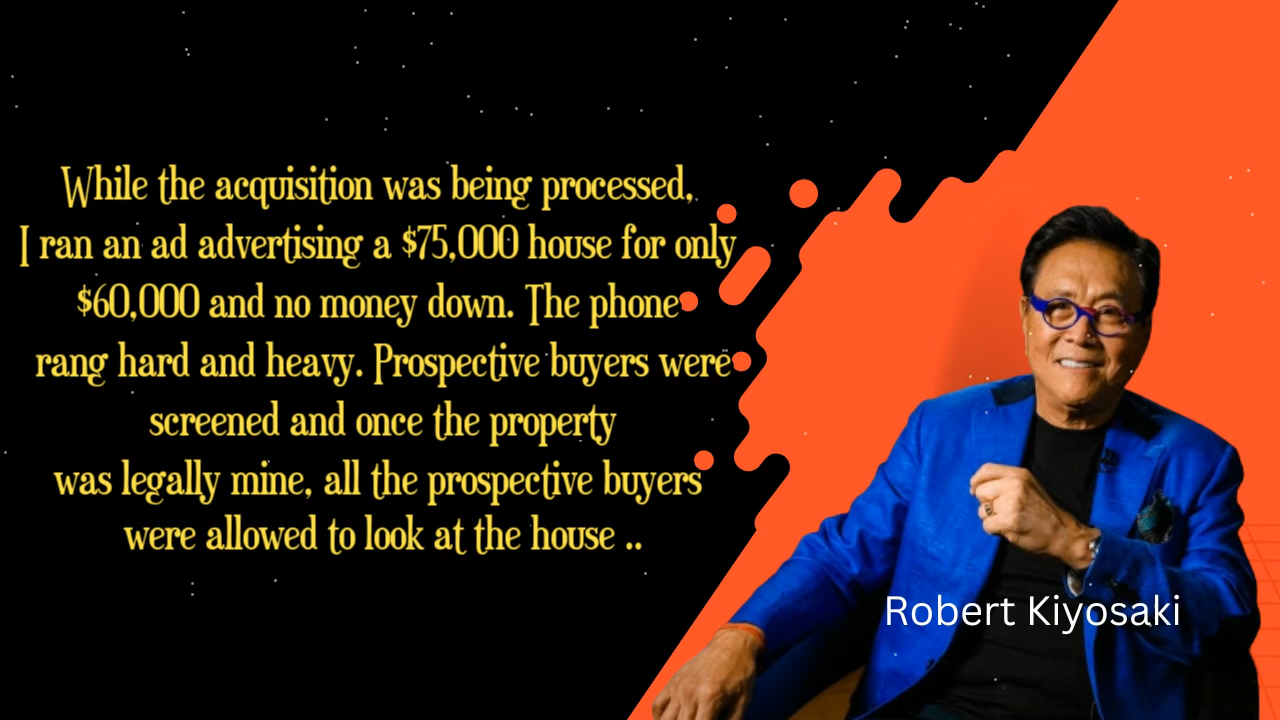 While the acquisition was being processed,
I ran an ad advertising a $75,000 house for only
$60,000 and no money down. The phone
rang hard and heavy. Prospective buyers were
screened and once the property
was legally mine, all the prospective buyers
were allowed to look at the house ..
Robert Kiyosaki